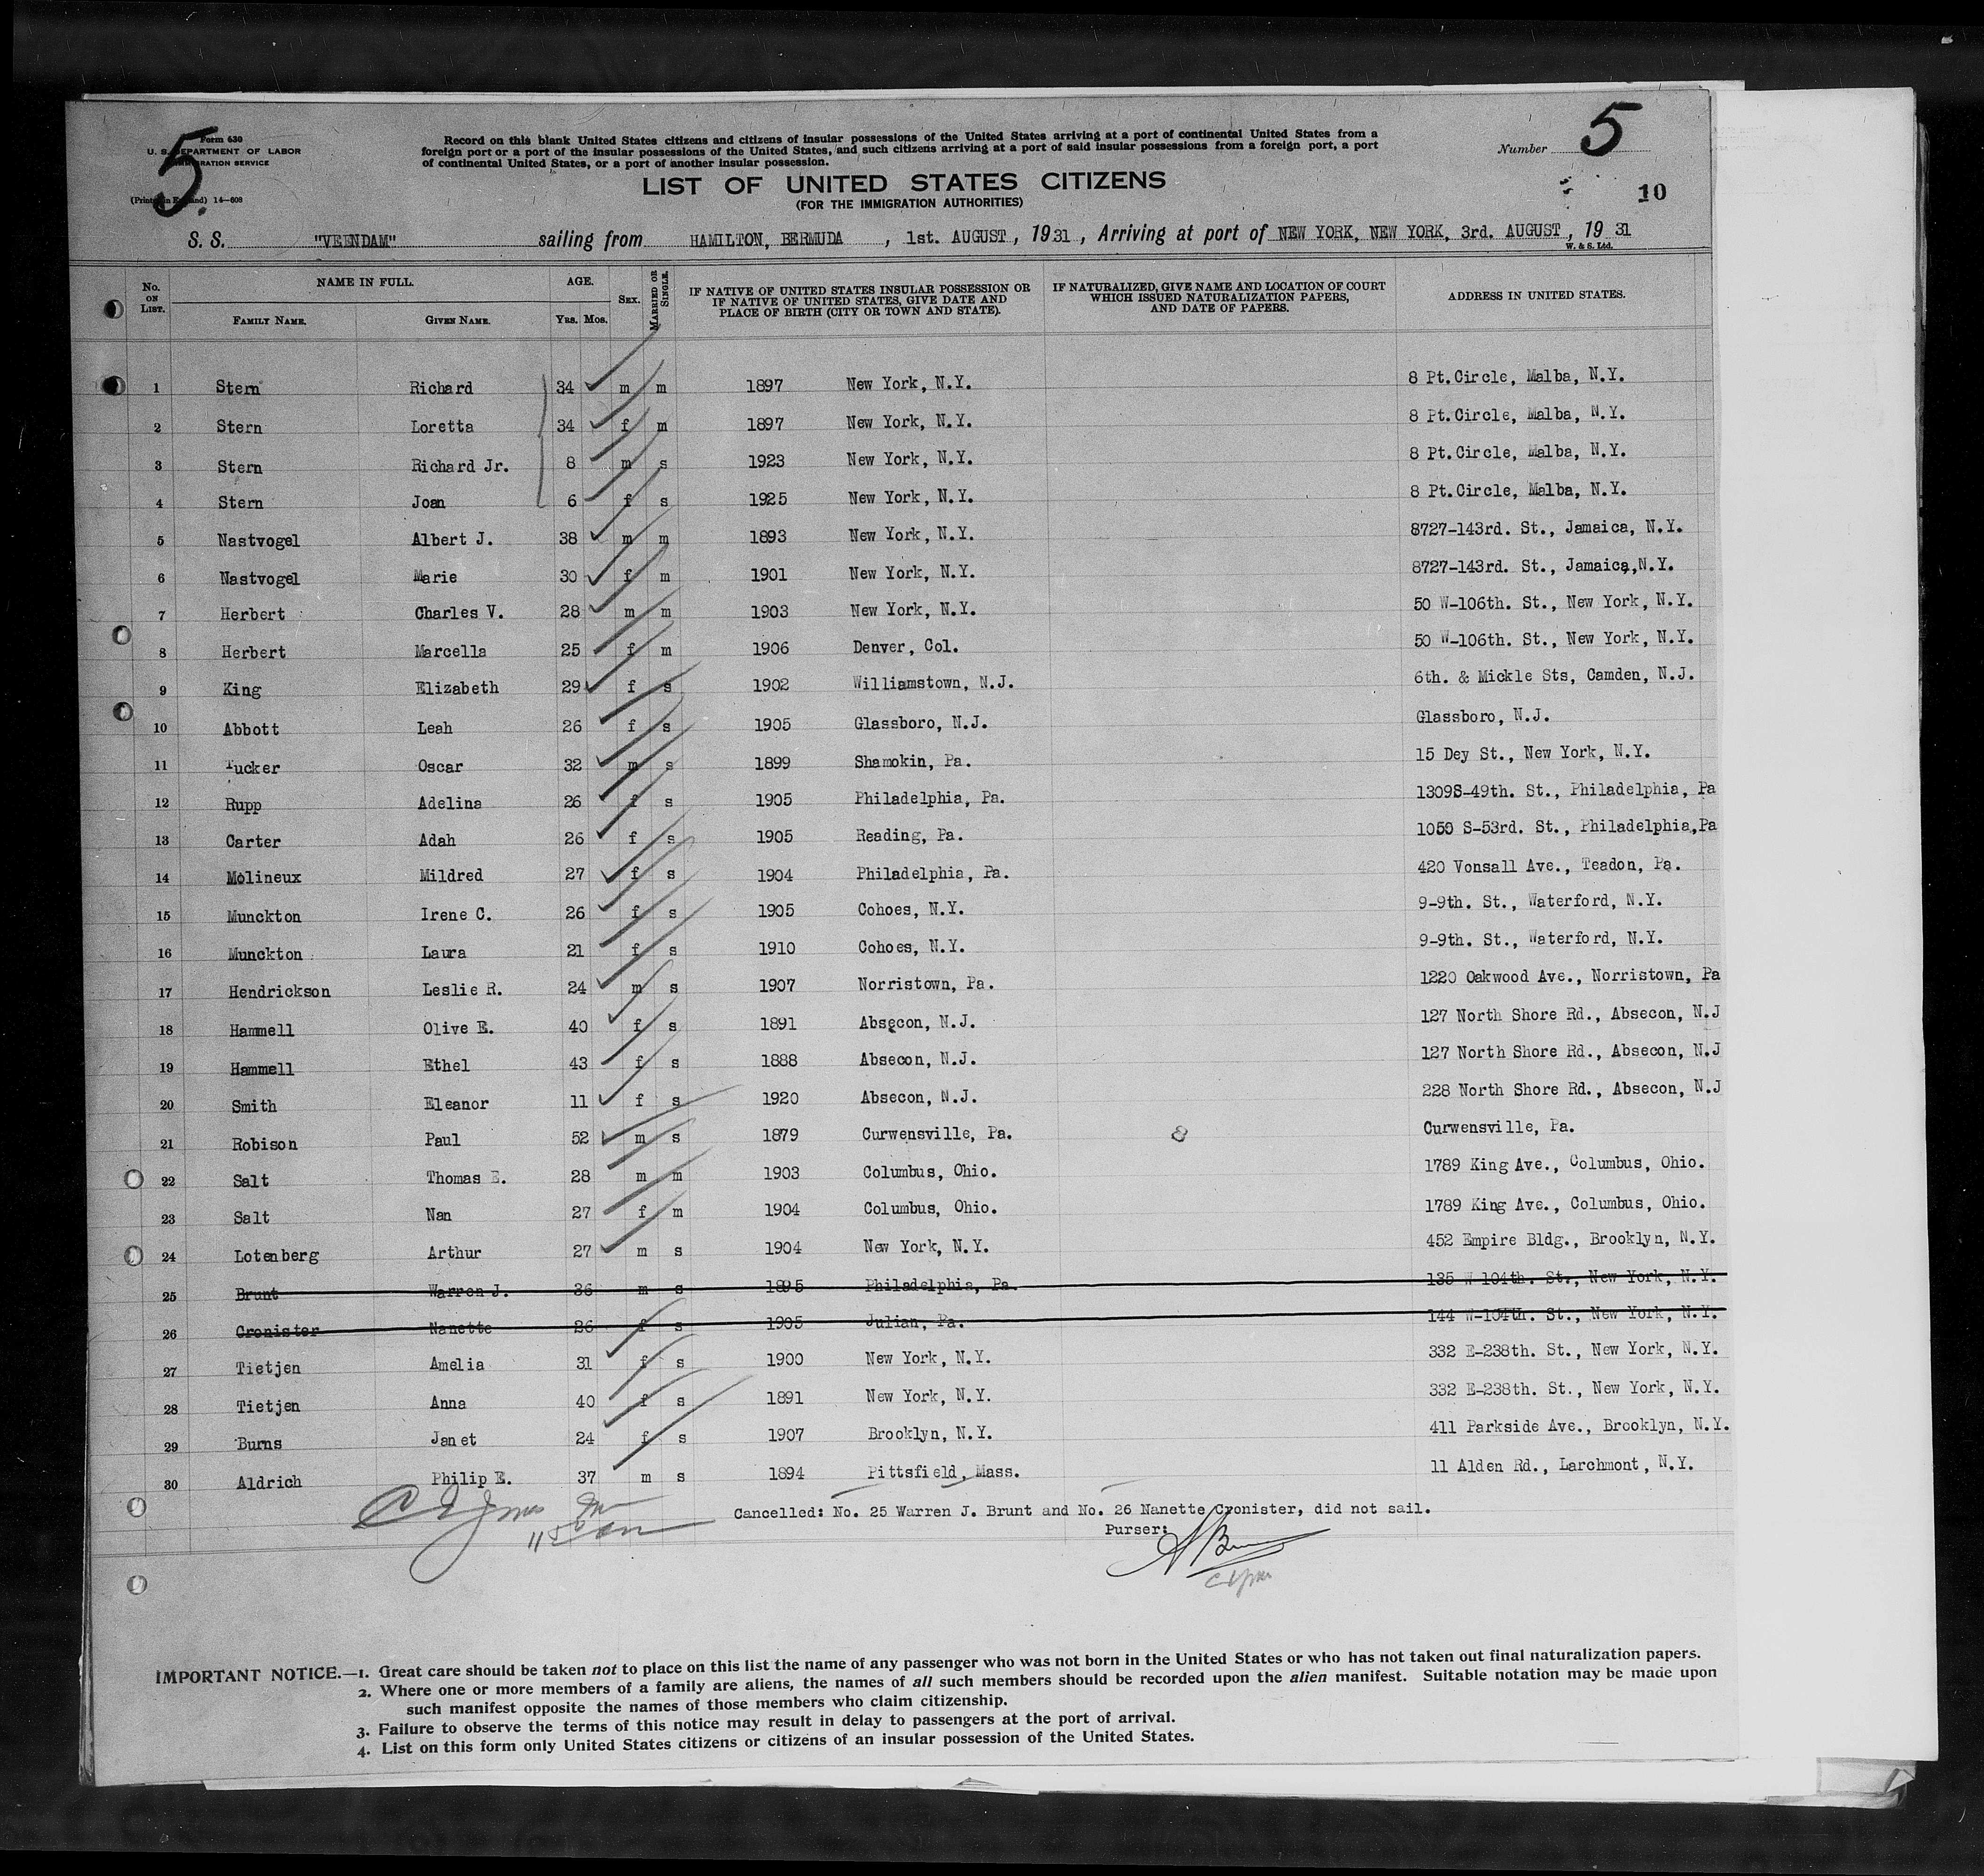 5
5.
Form 630
U. S. DEPARTMENT OF LABOR
IMMIGRATION SERVICE
(Printed in England) 14—608
Record on this blank United States citizens and citizens of insular possessions of the United States arriving at a port of continental United States from a
foreign port or a port of the insular possessions of the United States, and such citizens arriving at a port of said insular possessions from a foreign port, a port
of continental United States, or a port of another insular possession.
Number
10
LIST OF UNITED STATES CITIZENS
(FOR THE IMMIGRATION AUTHORITIES)
S. S. "VEENDAM" sailing from HAMILTON, BERMUDA, 1st. AUGUST, 1931, Arriving at port of NEW YORK, NEW YORK, 3rd. AUGUST, 19 31
W. & S. Ltd.
No. ON LIST. NAME IN FULL. AGE. SEX. MARRIED OR SINGLE. IF NATIVE OF UNITED STATES INSULAR POSSESSION OR IF NATIVE OF UNITED STATES, GIVE DATE AND PLACE OF BIRTH (CITY OR TOWN AND STATE). IF NATURALIZED, GIVE NAME AND LOCATION OF COURT WHICH ISSUED NATURALIZATION PAPERS, AND DATE OF PAPERS. ADDRESS IN UNITED STATES.
FAMILY NAME. GIVEN NAME. YRS. MOS.
1 Stern Richard 34 m m 1897 New York, N.Y. 8 Pt.Circle, Malba, N.Y.
2 Stern Loretta 34 f m 1897 New York, N.Y. 8 Pt.Circle, Malba, N.Y.
3 Stern Richard Jr. 8 m s 1923 New York, N.Y. 8 Pt.Circle, Malba, N.Y.
4 Stern Joan 6 f s 1925 New York, N.Y. 8 Pt.Circle, Malba, N.Y.
5 Nastvogel Albert J. 38 m m 1893 New York, N.Y. 8727-143rd. St., Jamaica, N.Y.
6 Nastvogel Marie 30 f m 1901 New York, N.Y. 8727-143rd. St., Jamaica,N.Y.
7 Herbert Charles V. 28 m m 1903 New York, N.Y. 50 W-106th. St., New York, N.Y.
8 Herbert Marcella 25 f m 1906 Denver, Col. 50 W-106th. St., New York, N.Y.
9 King Elizabeth 29 f s 1902 Williamstown, N.J. 6th. & Mickle Sts, Camden, N.J.
10 Abbott Leah 26 f s 1905 Glassboro, N.J. Glassboro, N.J.
11 Tucker Oscar 32 m s 1899 Shamokin, Pa. 15 Dey St., New York, N.Y.
12 Rupp Adelina 26 f s 1905 Philadelphia, Pa. 1309S-49th. St., Philadelphia, Pa
13 Carter Adah 26 f s 1905 Reading, Pa. 1050 S-53rd. St., Philadelphia,Pa
14 Molineux Mildred 27 f s 1904 Philadelphia, Pa. 420 Vonsall Ave., Teadon, Pa.
15 Munckton Irene C. 26 f s 1905 Cohoes, N.Y. 9-9th. St., Waterford, N.Y.
16 Munckton Laura 21 f s 1910 Cohoes, N.Y. 9-9th. St., Waterford, N.Y.
17 Hendrickson Leslie R. 24 m s 1907 Norristown, Pa. 1220 Oakwood Ave., Norristown, Pa
18 Hammell Olive E. 40 f s 1891 Absecon, N.J. 127 North Shore Rd., Absecon, N.J
19 Hammell Ethel 43 f s 1888 Absecon, N.J. 127 North Shore Rd., Absecon, N.J
20 Smith Eleanor 11 f s 1920 Absecon, N.J. 228 North Shore Rd., Absecon, N.J
21 Robison Paul 52 m s 1879 Curwensville, Pa. 8 Curwensville, Pa.
22 Salt Thomas E. 28 m m 1903 Columbus, Ohio. 1789 King Ave., Columbus, Ohio.
23 Salt Nan 27 f m 1904 Columbus, Ohio. 1789 King Ave., Columbus, Ohio.
24 Lotenberg Arthur 27 m s 1904 New York, N.Y. 452 Empire Bldg., Brooklyn, N.Y.
25 Brunt Warren J. 36 m s 1895 Philadelphia, Pa. 135 W-104th. St., New York, N.Y.
26 Cronister Nanette 26 f s 1905 Julian, Pa. 144 W-104th. St., New York, N.Y.
27 Tietjen Amelia 31 f s 1900 New York, N.Y. 332 E-238th. St., New York, N.Y.
28 Tietjen Anna 40 f s 1891 New York, N.Y. 332 E-238th. St., New York, N.Y.
29 Burns Janet 24 f s 1907 Brooklyn, N.Y. 411 Parkside Ave., Brooklyn, N.Y.
30 Aldrich Philip E. 37 m s 1894 Pittsfield, Mass. 11 Alden Rd., Larchmont, N.Y.
Cancelled: No. 25 Warren J. Brunt and No. 26 Nanette Cronister, did not sail.
Purser:
IMPORTANT NOTICE.—1. Great care should be taken not to place on this list the name of any passenger who was not born in the United States or who has not taken out final naturalization papers.
2. Where one or more members of a family are aliens, the names of all such members should be recorded upon the alien manifest. Suitable notation may be made upon
such manifest opposite the names of those members who claim citizenship.
3. Failure to observe the terms of this notice may result in delay to passengers at the port of arrival.
4. List on this form only United States citizens or citizens of an insular possession of the United States.